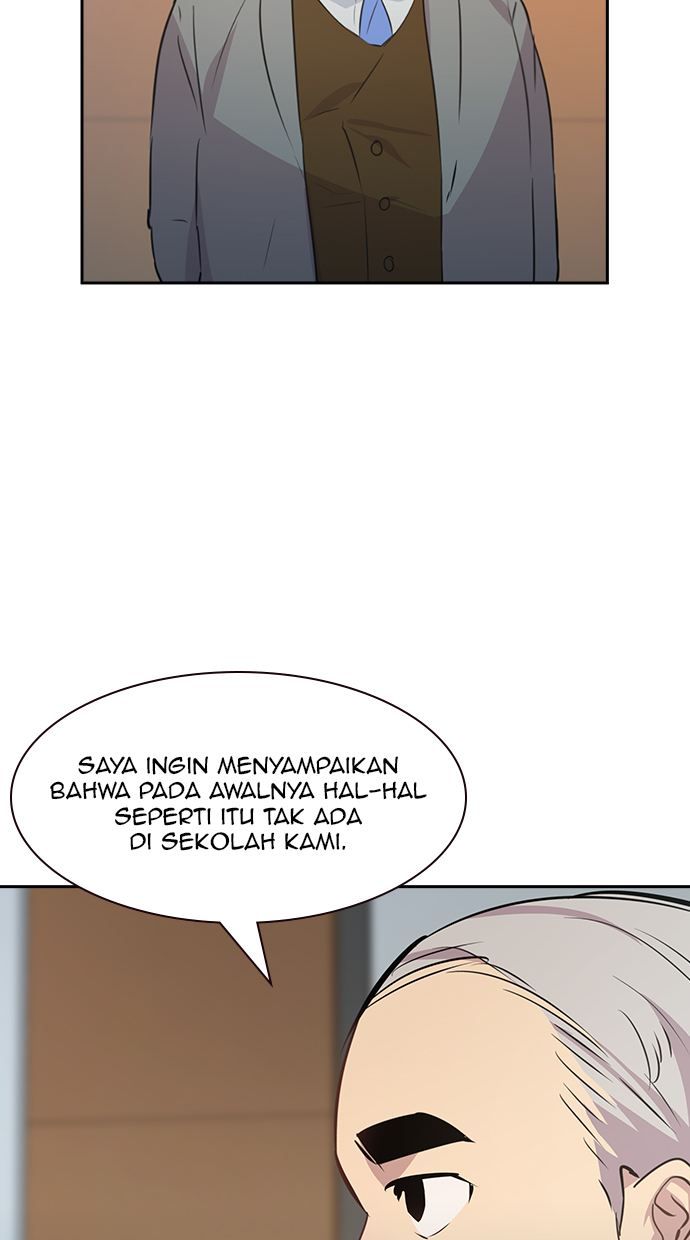 SAYA INGIN MENYAMPAIKAN
BAHWA PADA AWALNYA HAL-HAL
SEPERTI ITU TAK ADA
DI SEKOLAH KAMI.